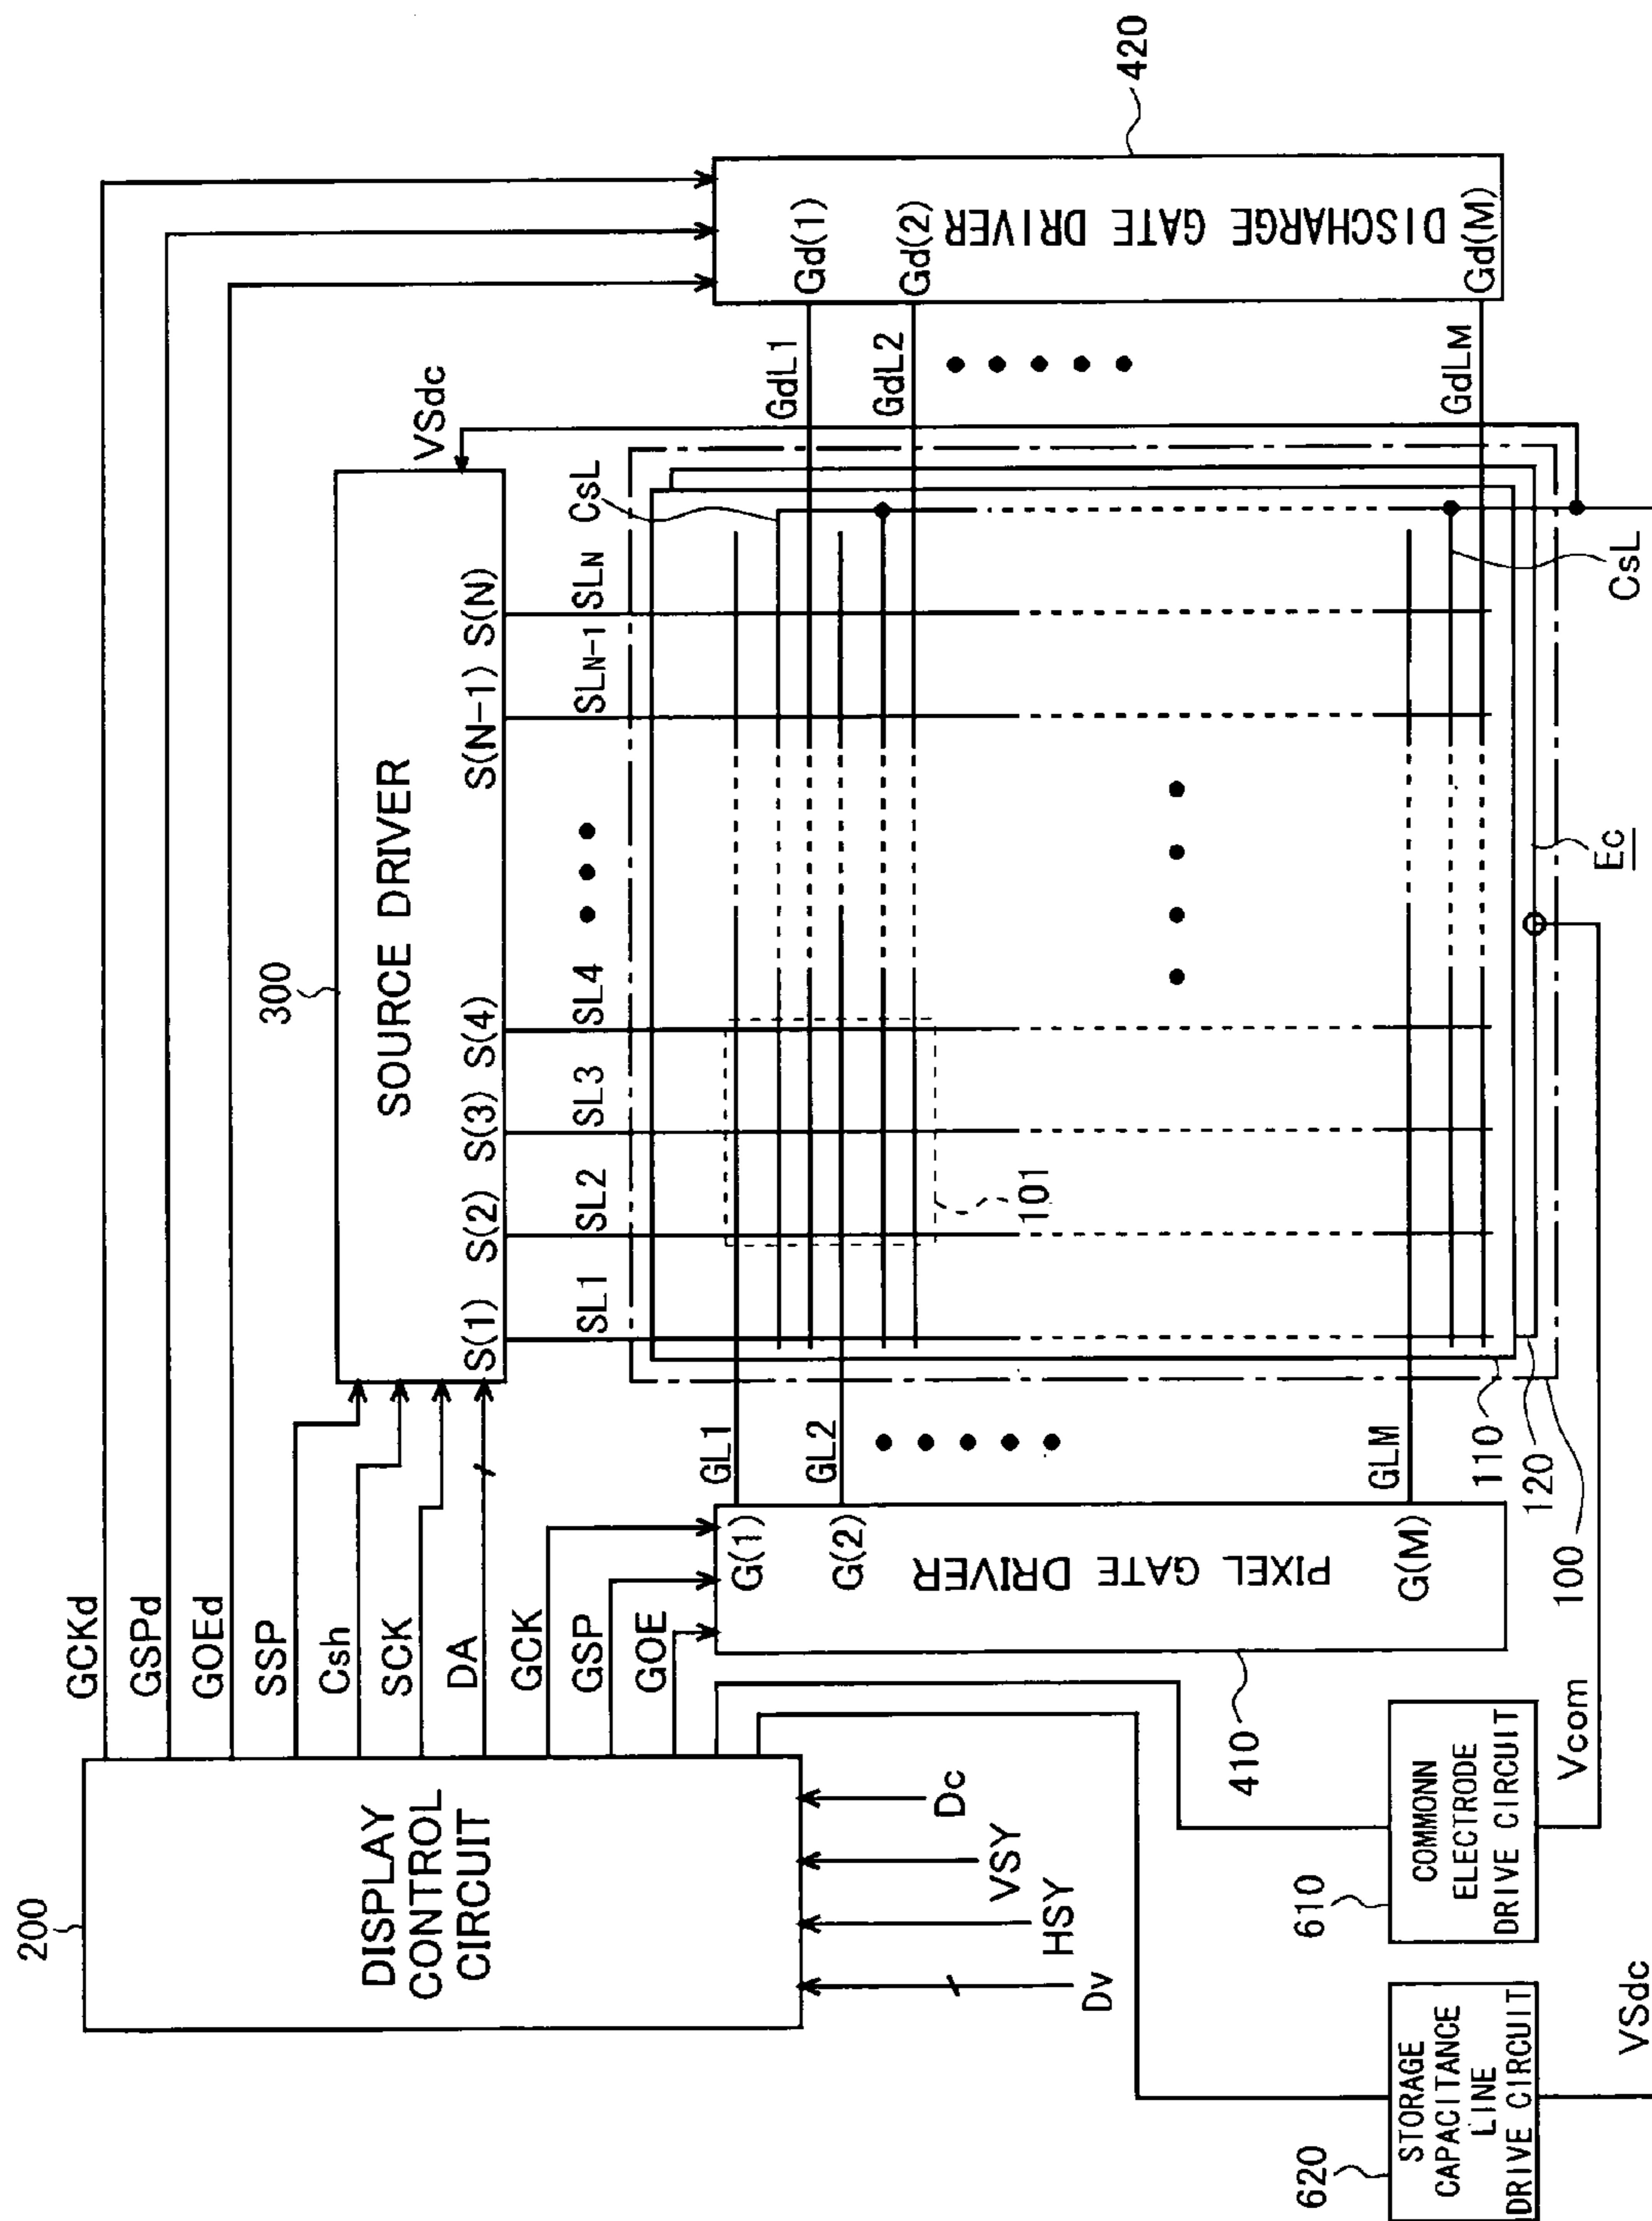 200
DISPLAY
CONTROL
CIRCUIT
GCKd
GSPd
GOEd
SSP
Csh
SCK
DA
GCK
GSP
GOE
Dv
HSY
VSY
Dc
300
SOURCE DRIVER
S(1) S(2) S(3) S(4) S(N-1) S(N)
VSdc
SL1 SL2 SL3 SL4 SLN-1 SLN
CsL
410
PIXEL GATE DRIVER
G(1)
G(2)
G(M)
GL1
GL2
GLM
420
DISCHARGE GATE DRIVER
Gd(1)
Gd(2)
Gd(M)
GdL1
GdL2
GdLM
101
110
120
100
Ec
CsL
610
COMMONN
ELECTRODE
DRIVE CIRCUIT
Vcom
620
STORAGE
CAPACITANCE
LINE
DRIVE CIRCUIT
VSdc